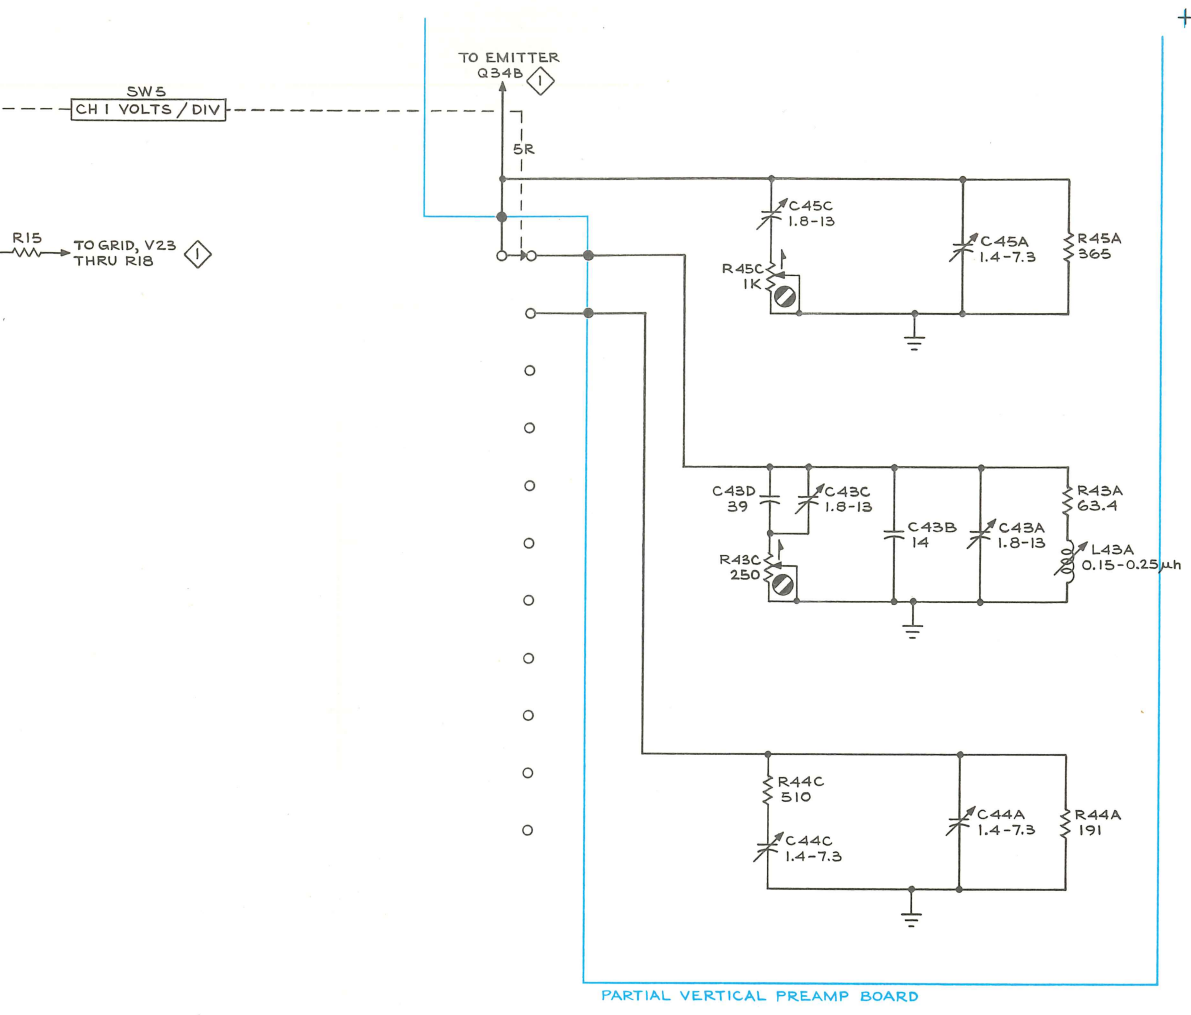 TO EMITTER
Q34B 1
SW5
CH 1 VOLTS / DIV
5R
R15
TO GRID, V23
THRU R18
1
C45C
1.8-13
R45C
1K
C45A
1.4-7.3
R45A
365
C43D
39
C43C
1.8-13
R43C
250
C43B
14
C43A
1.8-13
R43A
63.4
L43A
0.15-0.25µh
R44C
510
C44C
1.4-7.3
C44A
1.4-7.3
R44A
191
PARTIAL VERTICAL PREAMP BOARD